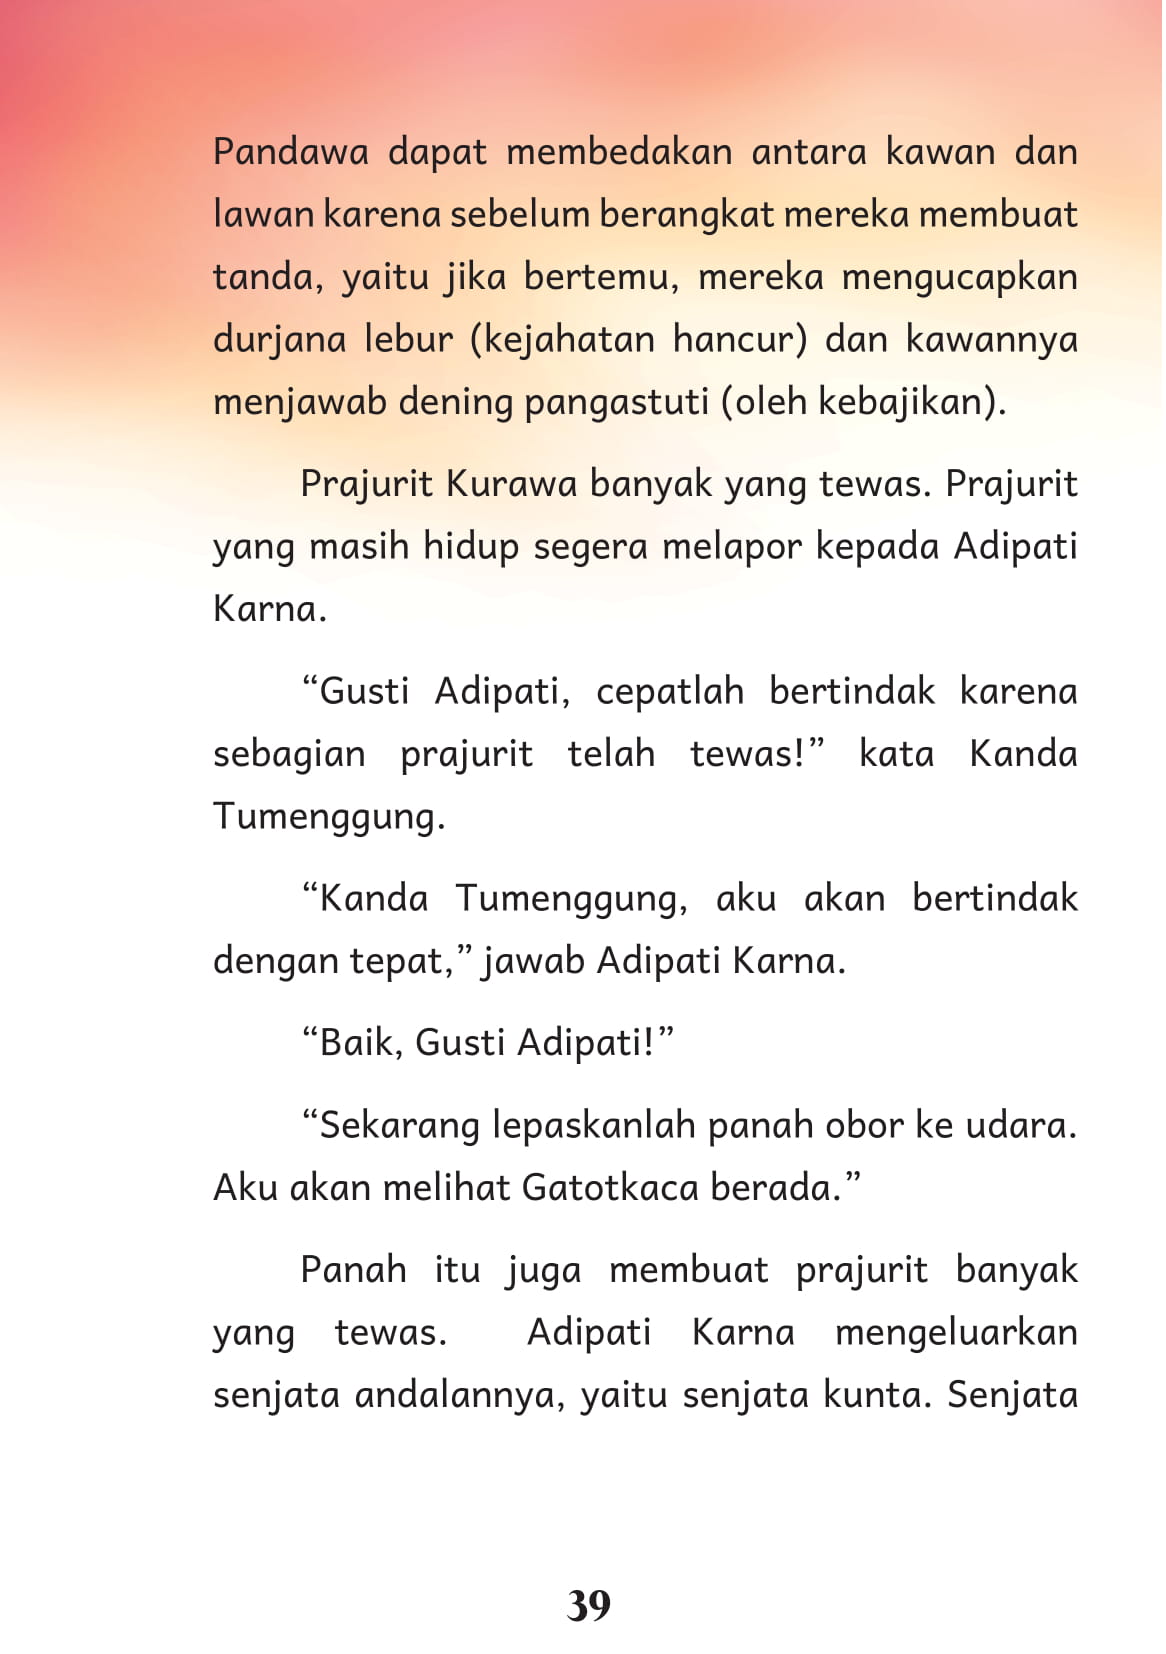 Pandawa dapat membedakan antara kawan dan
lawan karena sebelum berangkat mereka membuat
tanda, yaitu jika bertemu, mereka mengucapkan
durjana lebur (kejahatan hancur) dan kawannya
menjawab dening pangastuti (oleh kebajikan).
Prajurit Kurawa banyak yang tewas. Prajurit
yang masih hidup segera melapor kepada Adipati
Karna.
“Gusti Adipati, cepatlah bertindak karena
sebagian prajurit telah tewas!” kata Kanda
Tumenggung.
“Kanda Tumenggung, aku akan bertindak
dengan tepat,” jawab Adipati Karna.
“Baik, Gusti Adipati!”
“Sekarang lepaskanlah panah obor ke udara.
Aku akan melihat Gatotkaca berada.”
Panah itu juga membuat prajurit banyak
yang tewas. Adipati Karna mengeluarkan
senjata andalannya, yaitu senjata kunta. Senjata
39